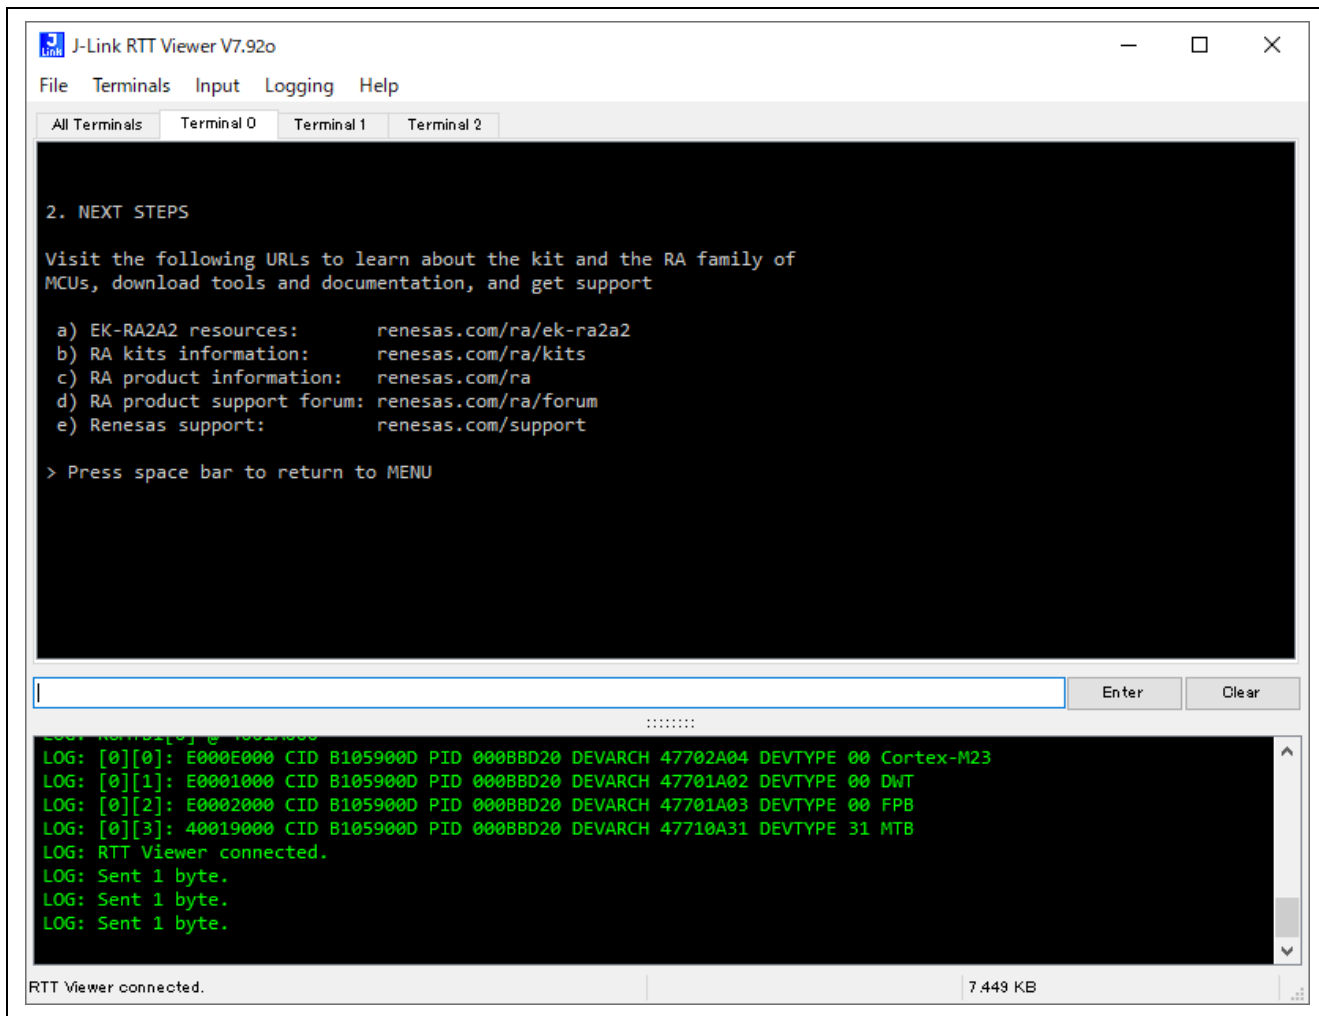 J-Link RTT Viewer V7.92o
File Terminals Input Logging Help
All Terminals Terminal 0 Terminal 1 Terminal 2
2. NEXT STEPS
Visit the following URLs to learn about the kit and the RA family of
MCUs, download tools and documentation, and get support
a) EK-RA2A2 resources: renesas.com/ra/ek-ra2a2
b) RA kits information: renesas.com/ra/kits
c) RA product information: renesas.com/ra
d) RA product support forum: renesas.com/ra/forum
e) Renesas support: renesas.com/support
> Press space bar to return to MENU
Enter Clear
LOG: [0][0]: E000E000 CID B105900D PID 000BBD20 DEVARCH 47702A04 DEVTYPE 00 Cortex-M23
LOG: [0][1]: E0001000 CID B105900D PID 000BBD20 DEVARCH 47701A02 DEVTYPE 00 DWT
LOG: [0][2]: E0002000 CID B105900D PID 000BBD20 DEVARCH 47701A03 DEVTYPE 00 FPB
LOG: [0][3]: 40019000 CID B105900D PID 000BBD20 DEVARCH 47710A31 DEVTYPE 31 MTB
LOG: RTT Viewer connected.
LOG: Sent 1 byte.
LOG: Sent 1 byte.
LOG: Sent 1 byte.
RTT Viewer connected. 7.449 KB